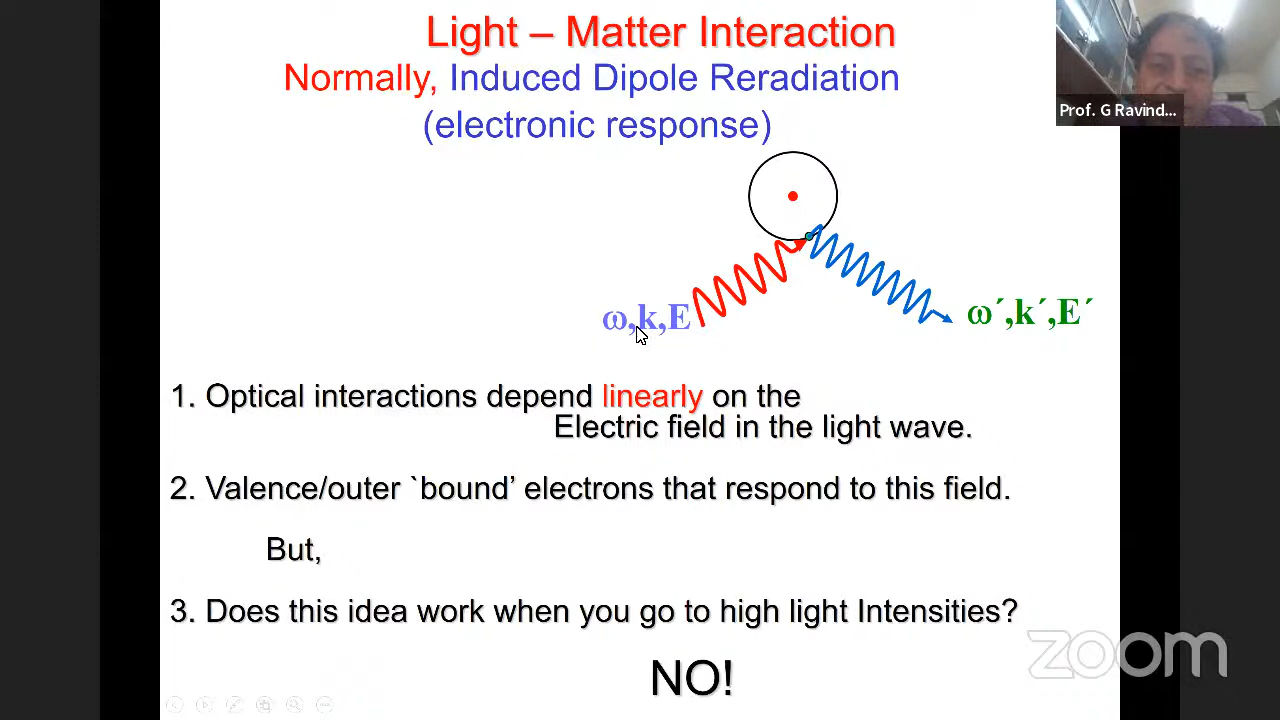 Light – Matter Interaction
Normally, Induced Dipole Reradiation
(electronic response)
Prof. G Ravind...
ω,k,E
ω´,k´,E´
1. Optical interactions depend linearly on the
Electric field in the light wave.
2. Valence/outer `bound’ electrons that respond to this field.
But,
3. Does this idea work when you go to high light Intensities?
NO!
zoom